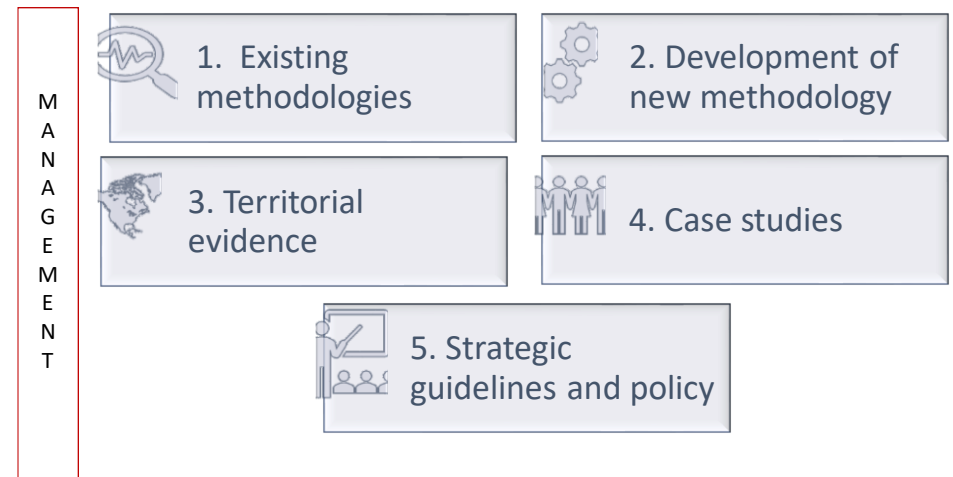 MANAGEMENT
1. Existing
methodologies
2. Development of
new methodology
3. Territorial
evidence
4. Case studies
5. Strategic
guidelines and policy